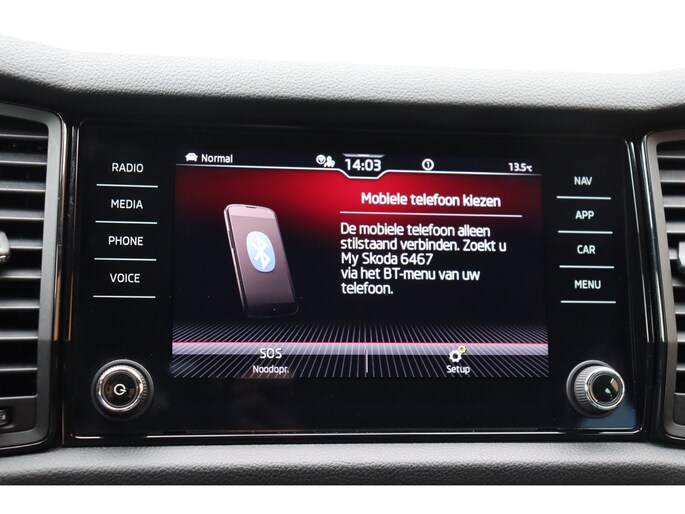 RADIO
MEDIA
PHONE
VOICE
Normal
14:03
13.5°C
Mobiele telefoon kiezen
De mobiele telefoon alleen
stilstaand verbinden. Zoekt u
My Skoda 6467
via het BT-menu van uw
telefoon.
SOS
Noodopr.
Setup
NAV
APP
CAR
MENU